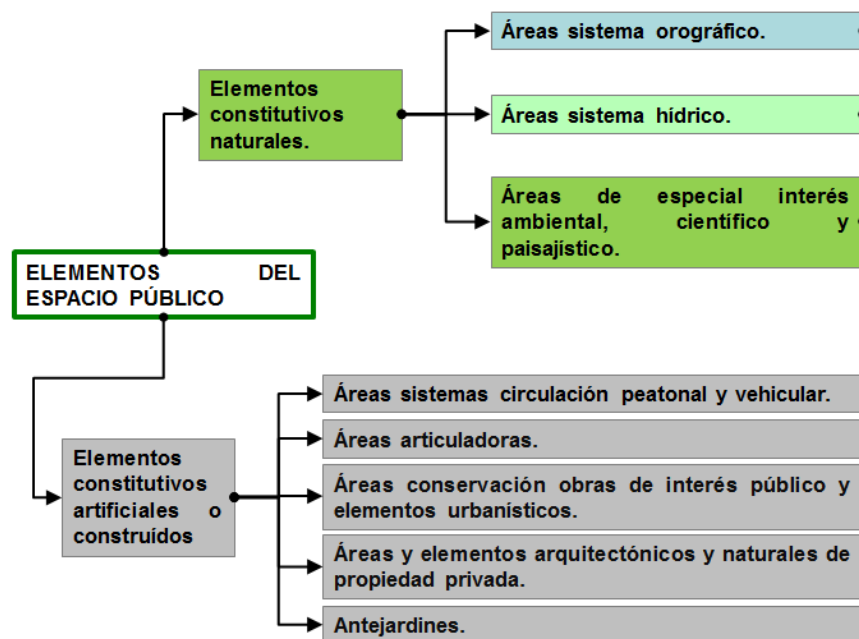 Áreas sistema orográfico.
Elementos
constitutivos
naturales.
Áreas sistema hídrico.
Áreas de especial interés
ambiental, científico y
paisajístico.
ELEMENTOS DEL
ESPACIO PÚBLICO
Áreas sistemas circulación peatonal y vehicular.
Áreas articuladoras.
Elementos
constitutivos
artificiales o
construídos
Áreas conservación obras de interés público y
elementos urbanísticos.
Áreas y elementos arquitectónicos y naturales de
propiedad privada.
Antejardines.